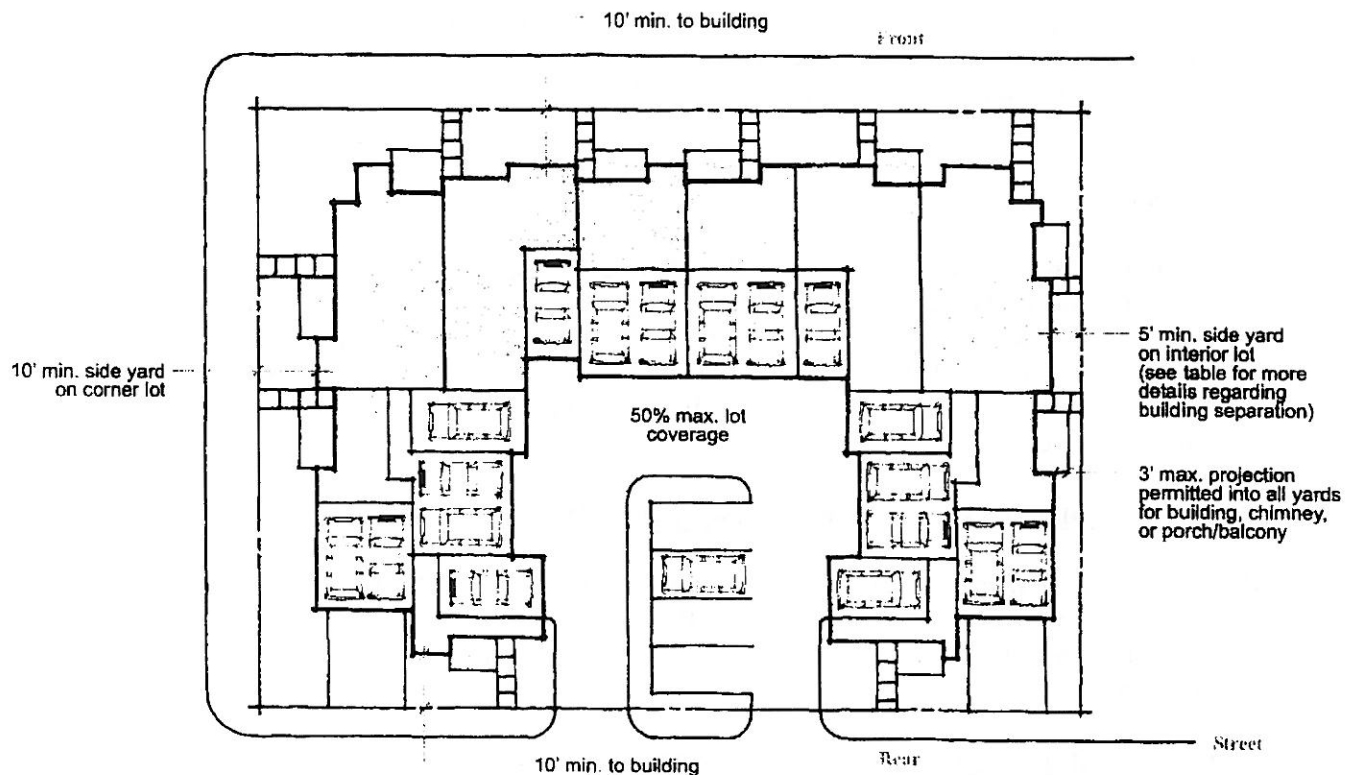 10' min. to building
Front
10' min. side yard
on corner lot
50% max. lot
coverage
5' min. side yard
on interior lot
(see table for more
details regarding
building separation)
3' max. projection
permitted into all yards
for building, chimney,
or porch/balcony
Street
Rear
10' min. to building